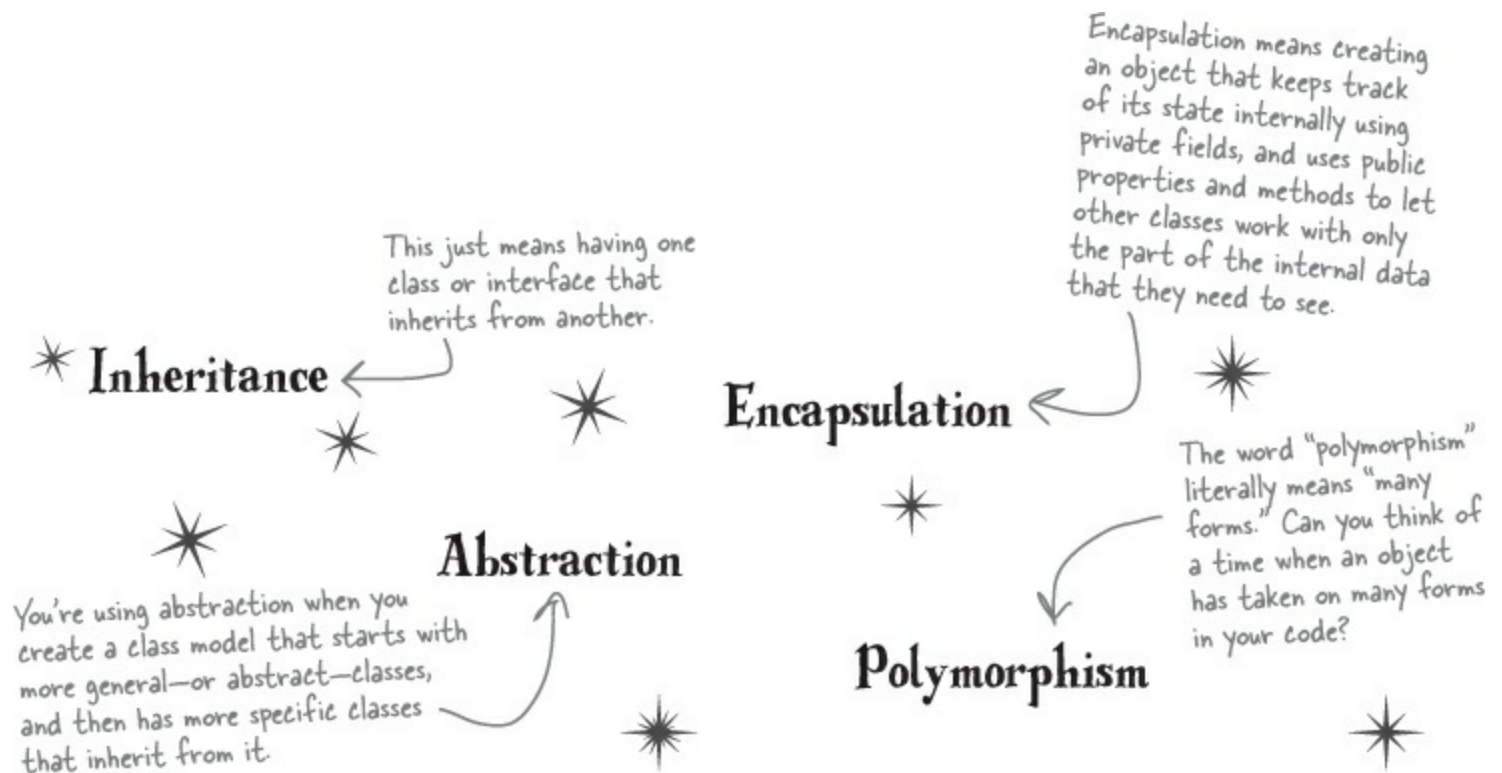 Encapsulation means creating
an object that keeps track
of its state internally using
private fields, and uses public
properties and methods to let
other classes work with only
the part of the internal data
that they need to see.
This just means having one
class or interface that
inherits from another.
Inheritance
Encapsulation
The word “polymorphism”
literally means “many
forms.” Can you think of
a time when an object
has taken on many forms
in your code?
Abstraction
You're using abstraction when you
create a class model that starts with
more general—or abstract—classes,
and then has more specific classes
that inherit from it.
Polymorphism